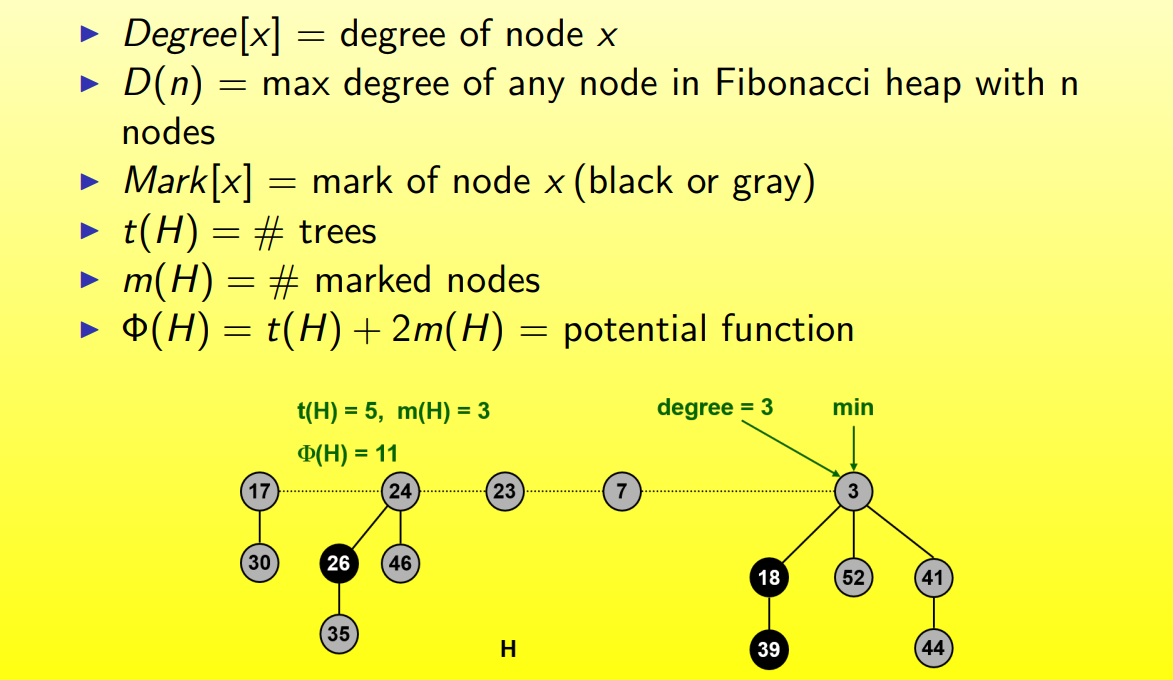 Degree[x] = degree of node x
D(n) = max degree of any node in Fibonacci heap with n
nodes
Mark[x] = mark of node x (black or gray)
t(H) = # trees
m(H) = # marked nodes
Φ(H) = t(H) + 2m(H) = potential function
t(H) = 5, m(H) = 3
degree = 3
min
Φ(H) = 11
17
24
23
7
3
30
26
46
18
52
41
35
H
39
44